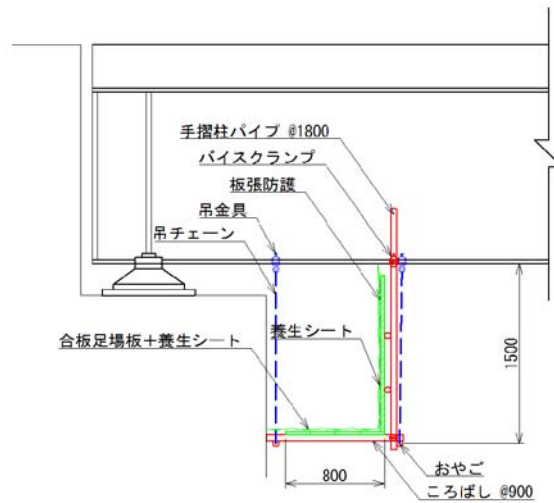 手摺柱パイプ @1800
バイスクランプ
板張防護
吊金具
吊チェーン
合板足場板+養生シート
養生シート
1500
800
おやご
ころばし @900